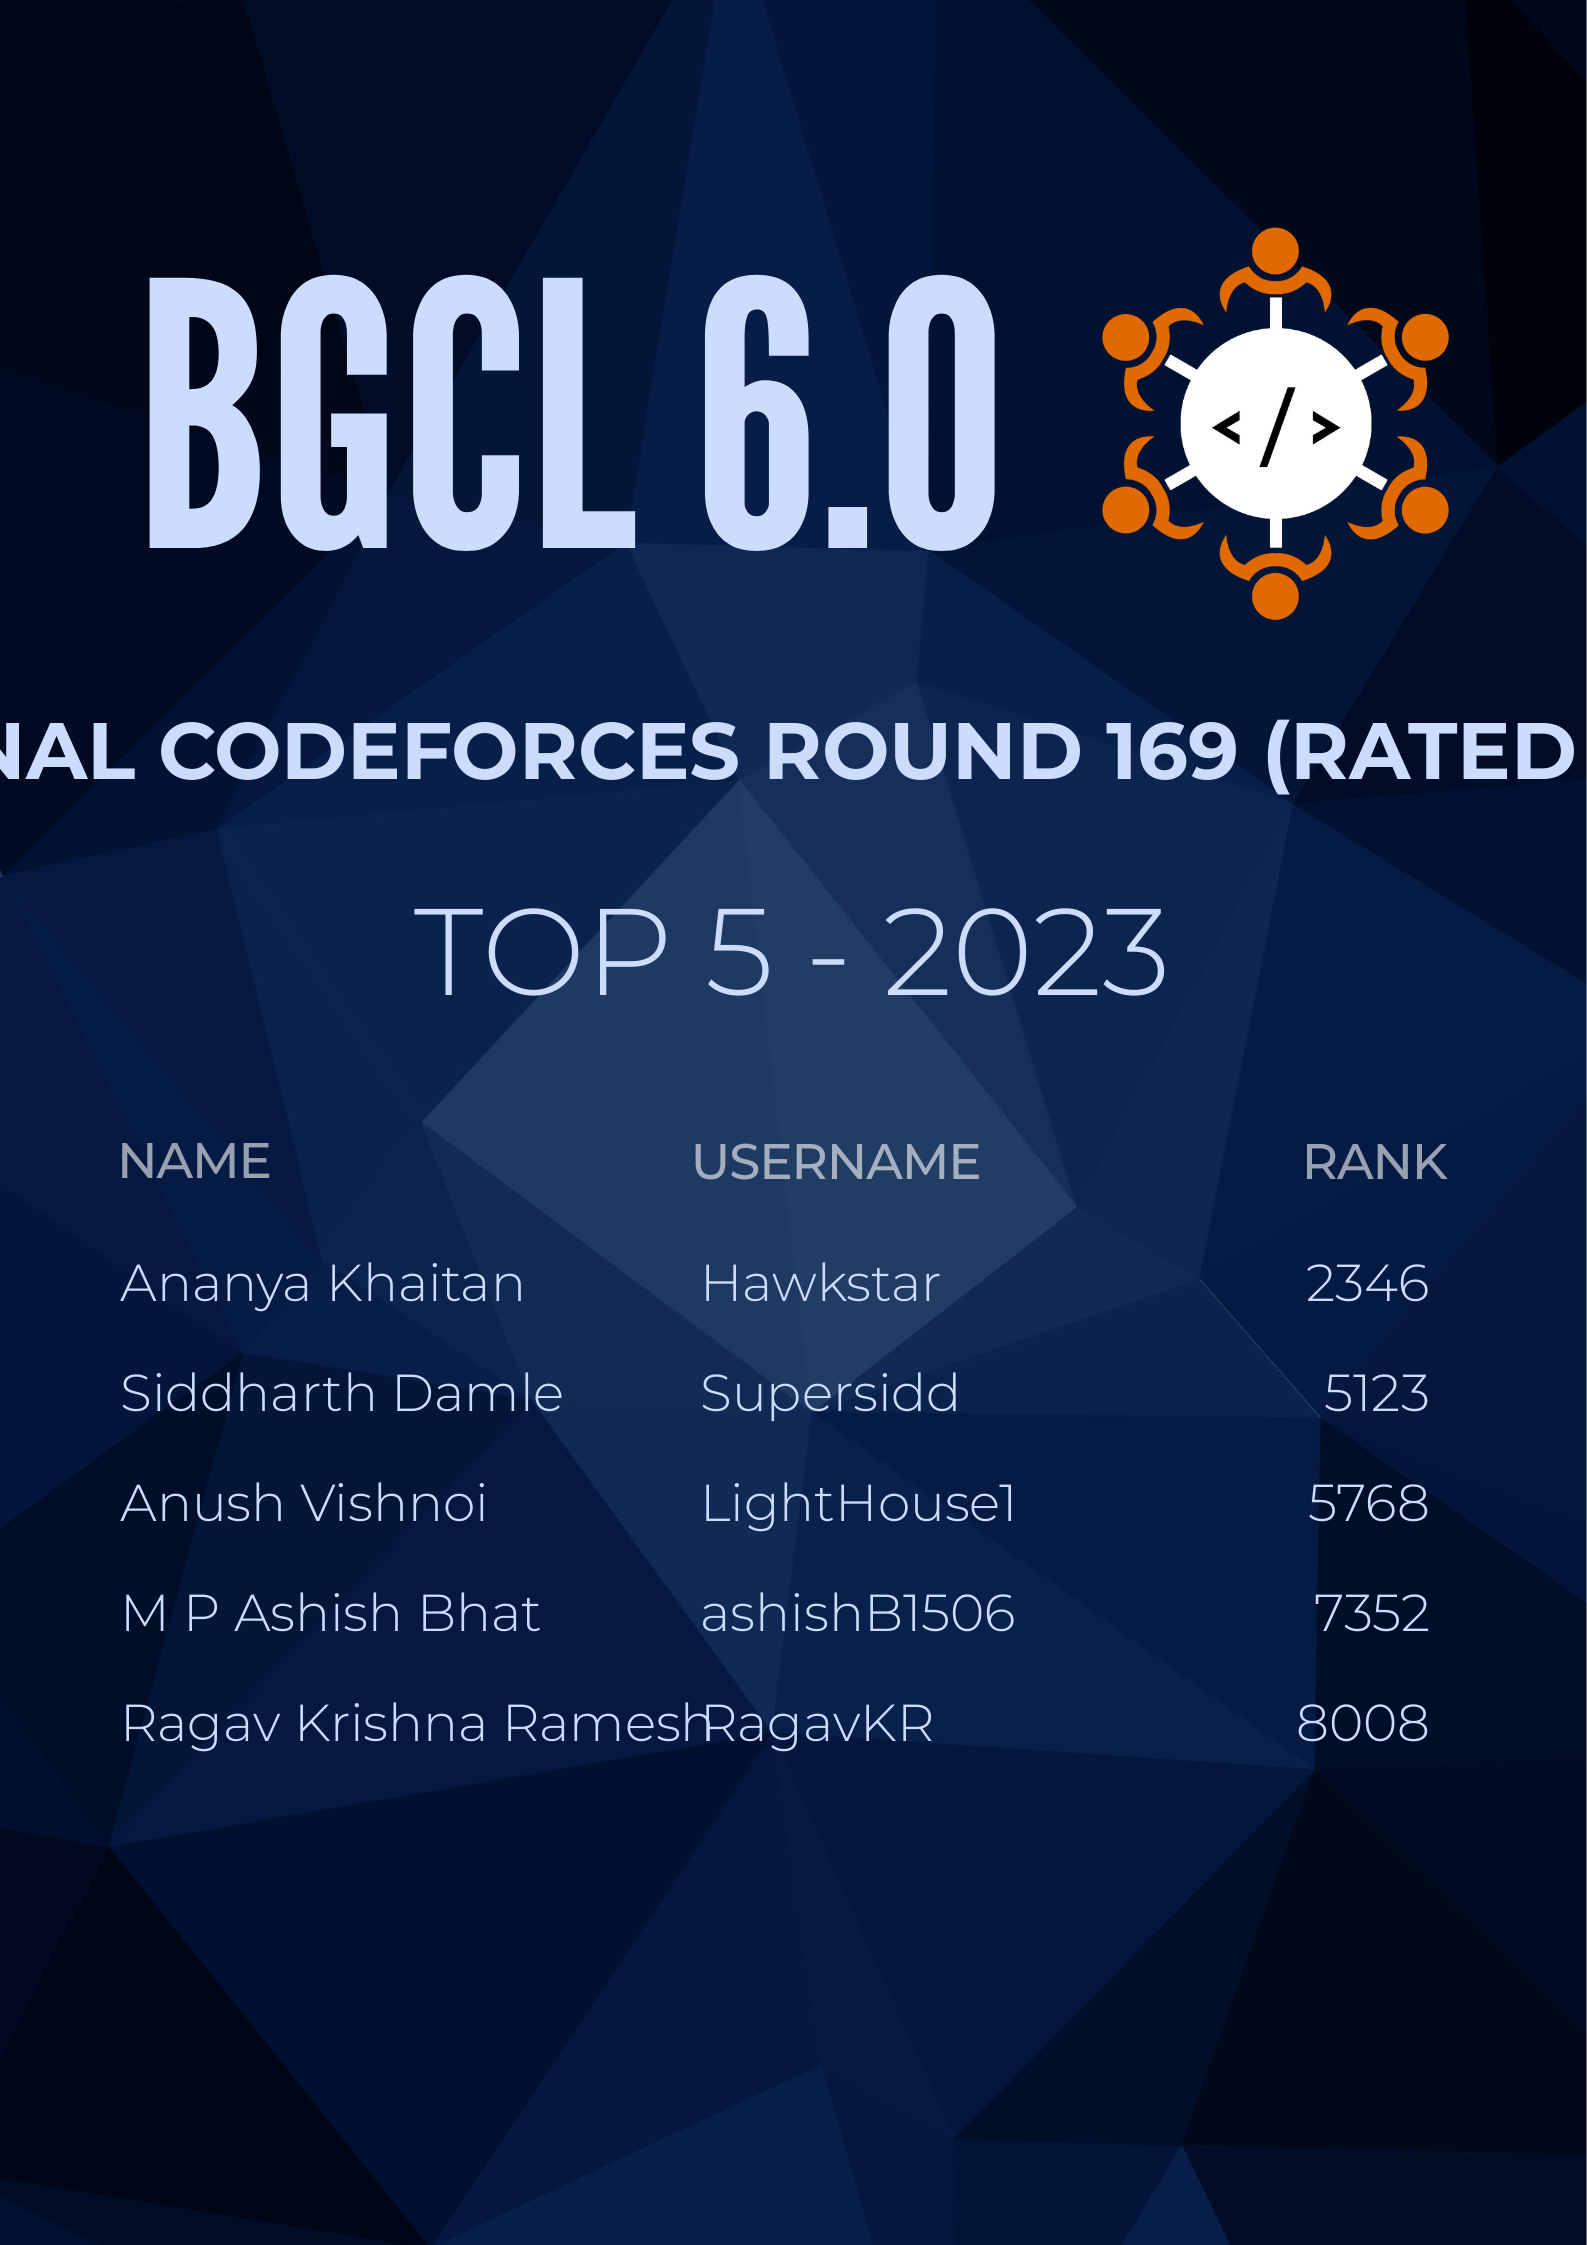 BGCL 6.0
</>
NAL CODEFORCES ROUND 169 (RATED
TOP 5 - 2023
NAME USERNAME RANK
Ananya Khaitan Hawkstar 2346
Siddharth Damle Supersidd 5123
Anush Vishnoi LightHouse1 5768
M P Ashish Bhat ashishB1506 7352
Ragav Krishna Ramesh RagavKR 8008